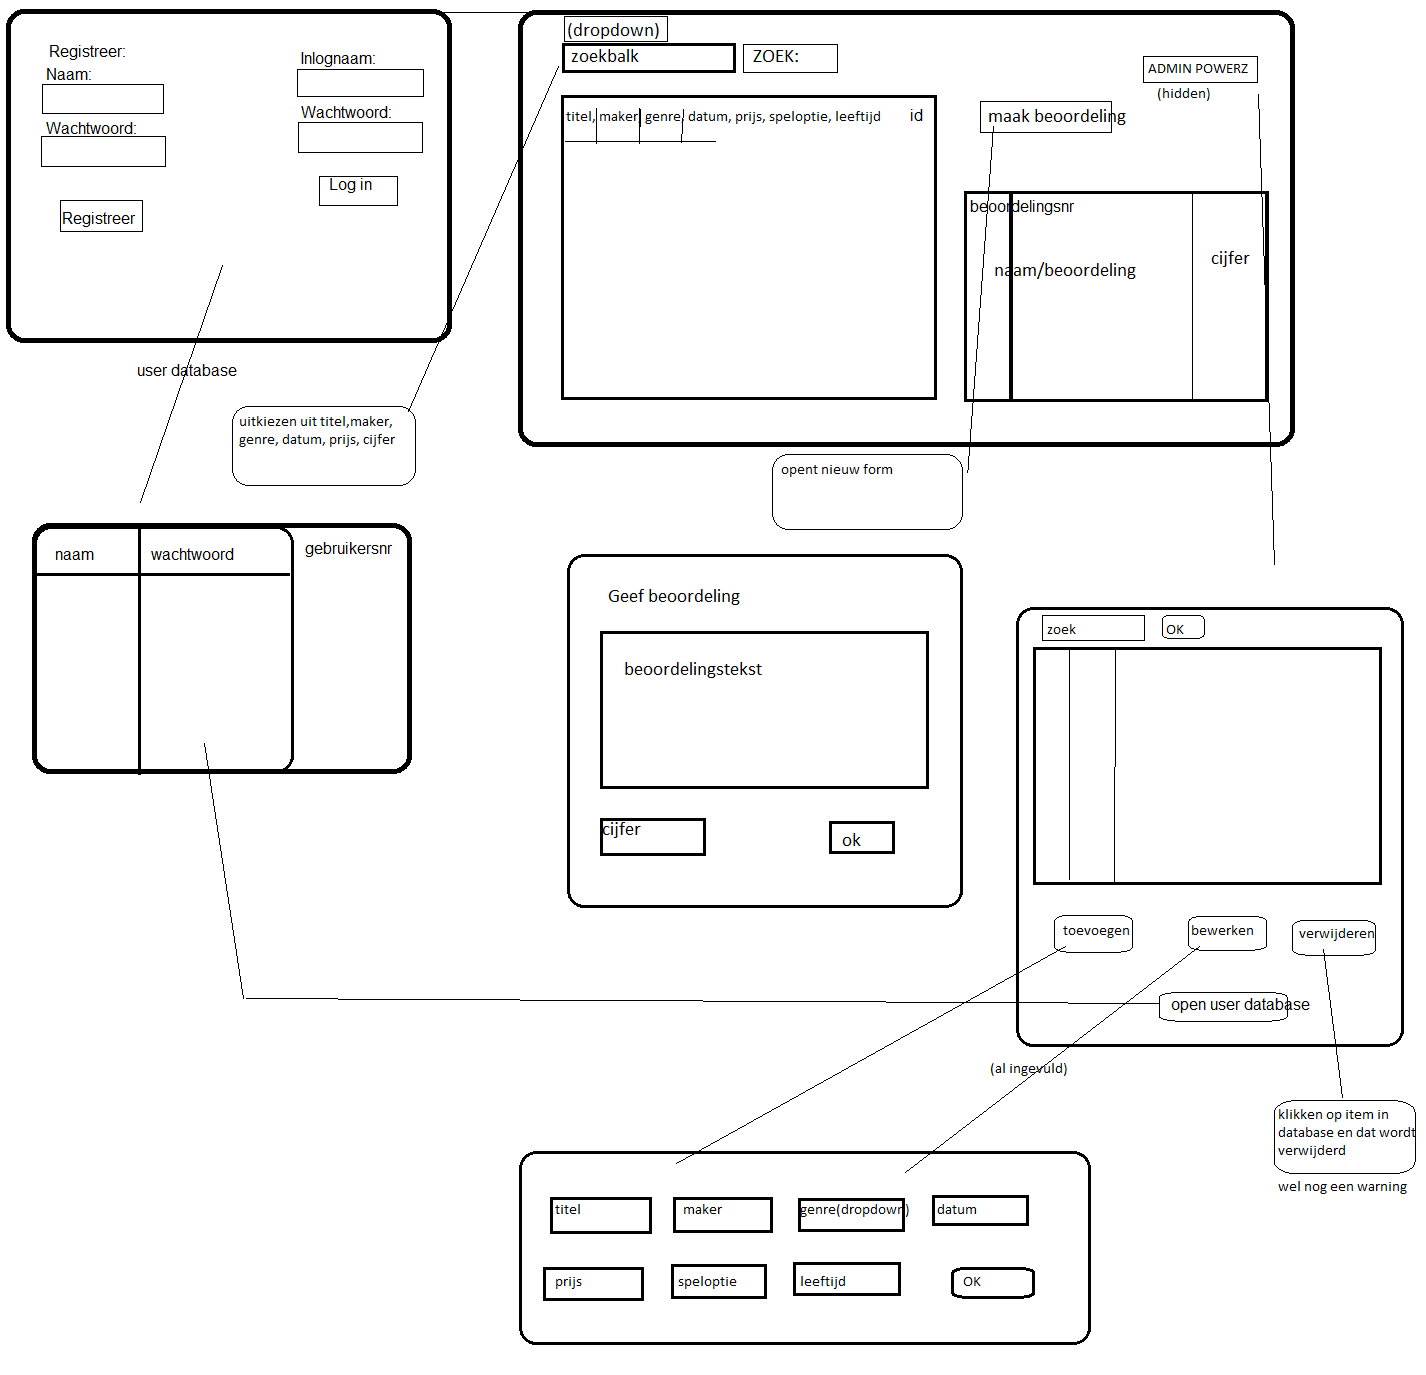 Registreer:
Naam:
Wachtwoord:
Registreer
Inlognaam:
Wachtwoord:
Log in
(dropdown)
zoekbalk
ZOEK:
titel, maker, genre, datum, prijs, speloptie, leeftijd id
ADMIN POWERZ
(hidden)
maak beoordeling
beoordelingsnr
naam/beoordeling
cijfer
user database
uitkiezen uit titel,maker,
genre, datum, prijs, cijfer
opent nieuw form
naam
wachtwoord
gebruikersnr
Geef beoordeling
beoordelingstekst
cijfer
ok
zoek
OK
toevoegen
bewerken
verwijderen
open user database
(al ingevuld)
klikken op item in
database en dat wordt
verwijderd
wel nog een warning
titel
maker
genre(dropdown)
datum
prijs
speloptie
leeftijd
OK